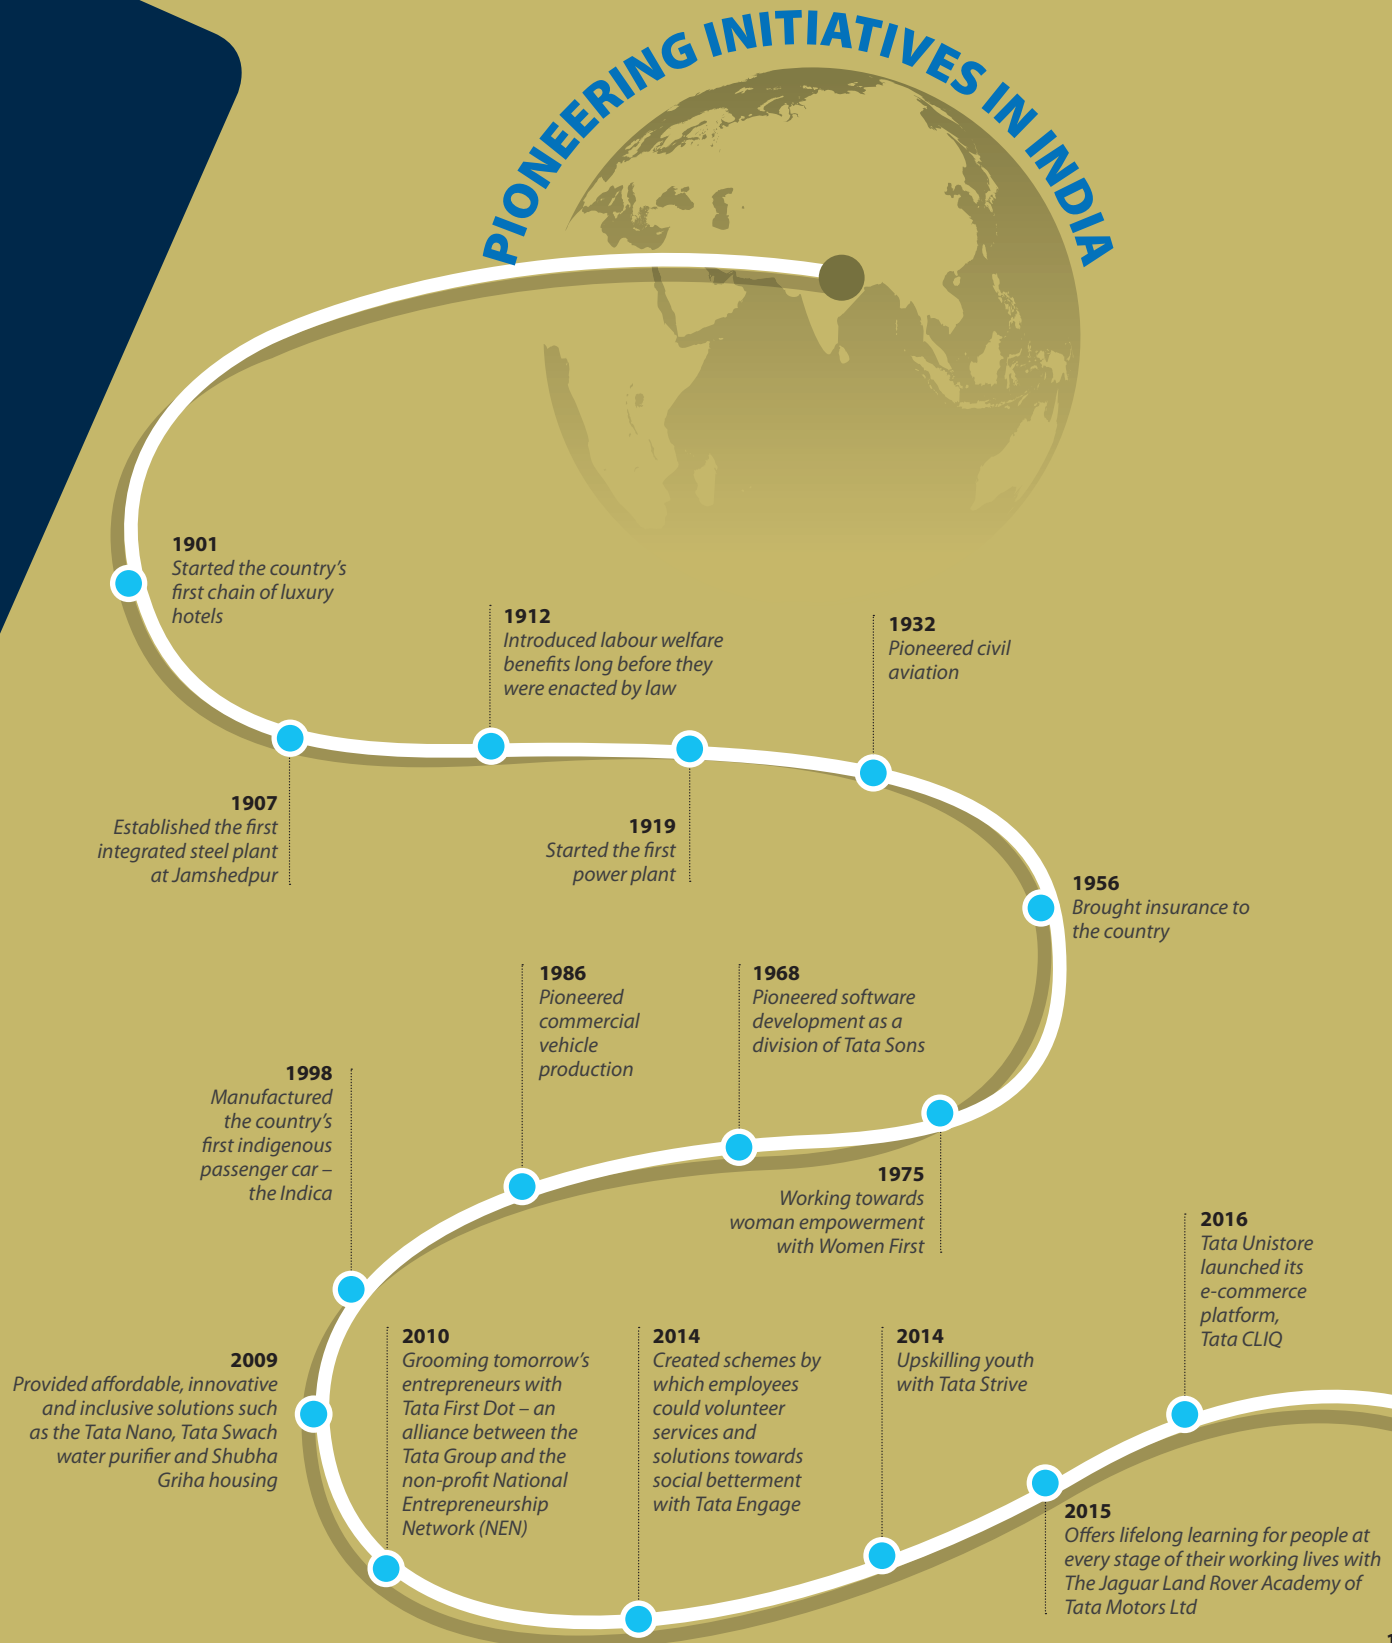 PIONEERING INITIATIVES IN INDIA
1901
Started the country’s
first chain of luxury
hotels
1907
Established the first
integrated steel plant
at Jamshedpur
1912
Introduced labour welfare
benefits long before they
were enacted by law
1919
Started the first
power plant
1932
Pioneered civil
aviation
1956
Brought insurance to
the country
1975
Working towards
woman empowerment
with Women First
1968
Pioneered software
development as a
division of Tata Sons
1986
Pioneered
commercial
vehicle
production
1998
Manufactured
the country’s
first indigenous
passenger car –
the Indica
2009
Provided affordable, innovative
and inclusive solutions such
as the Tata Nano, Tata Swach
water purifier and Shubha
Griha housing
2010
Grooming tomorrow’s
entrepreneurs with
Tata First Dot – an
alliance between the
Tata Group and the
non-profit National
Entrepreneurship
Network (NEN)
2014
Created schemes by
which employees
could volunteer
services and
solutions towards
social betterment
with Tata Engage
2014
Upskilling youth
with Tata Strive
2015
Offers lifelong learning for people at
every stage of their working lives with
The Jaguar Land Rover Academy of
Tata Motors Ltd
2016
Tata Unistore
launched its
e-commerce
platform,
Tata CLIQ